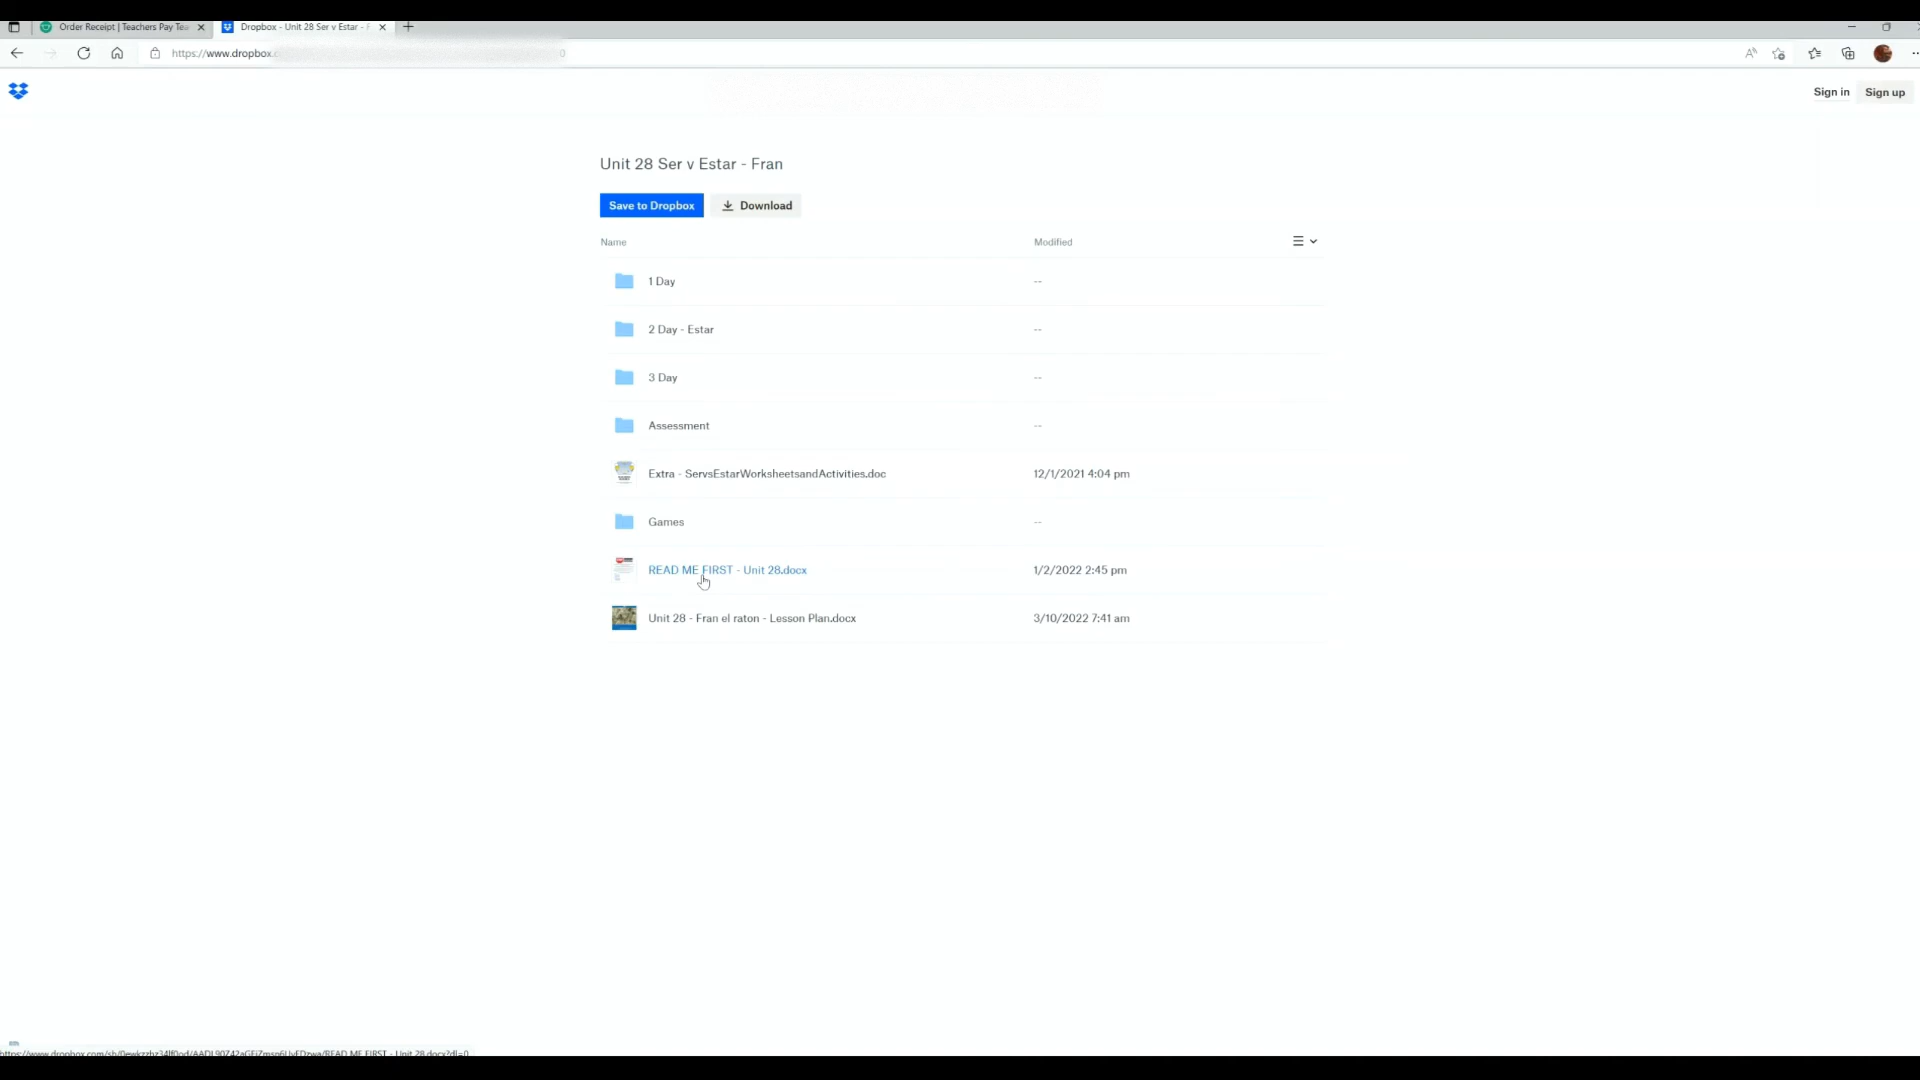 Order Receipt | Teachers Pay Tea
Dropbox - Unit 28 Ser v Estar - F
https://www.dropbox.c
Sign in
Sign up
Unit 28 Ser v Estar - Fran
Save to Dropbox
Download
Name
Modified
1 Day
--
2 Day - Estar
--
3 Day
--
Assessment
--
Extra - ServsEstarWorksheetsandActivities.doc
12/1/2021 4:04 pm
Games
--
READ ME FIRST - Unit 28.docx
1/2/2022 2:45 pm
Unit 28 - Fran el raton - Lesson Plan.docx
3/10/2022 7:41 am